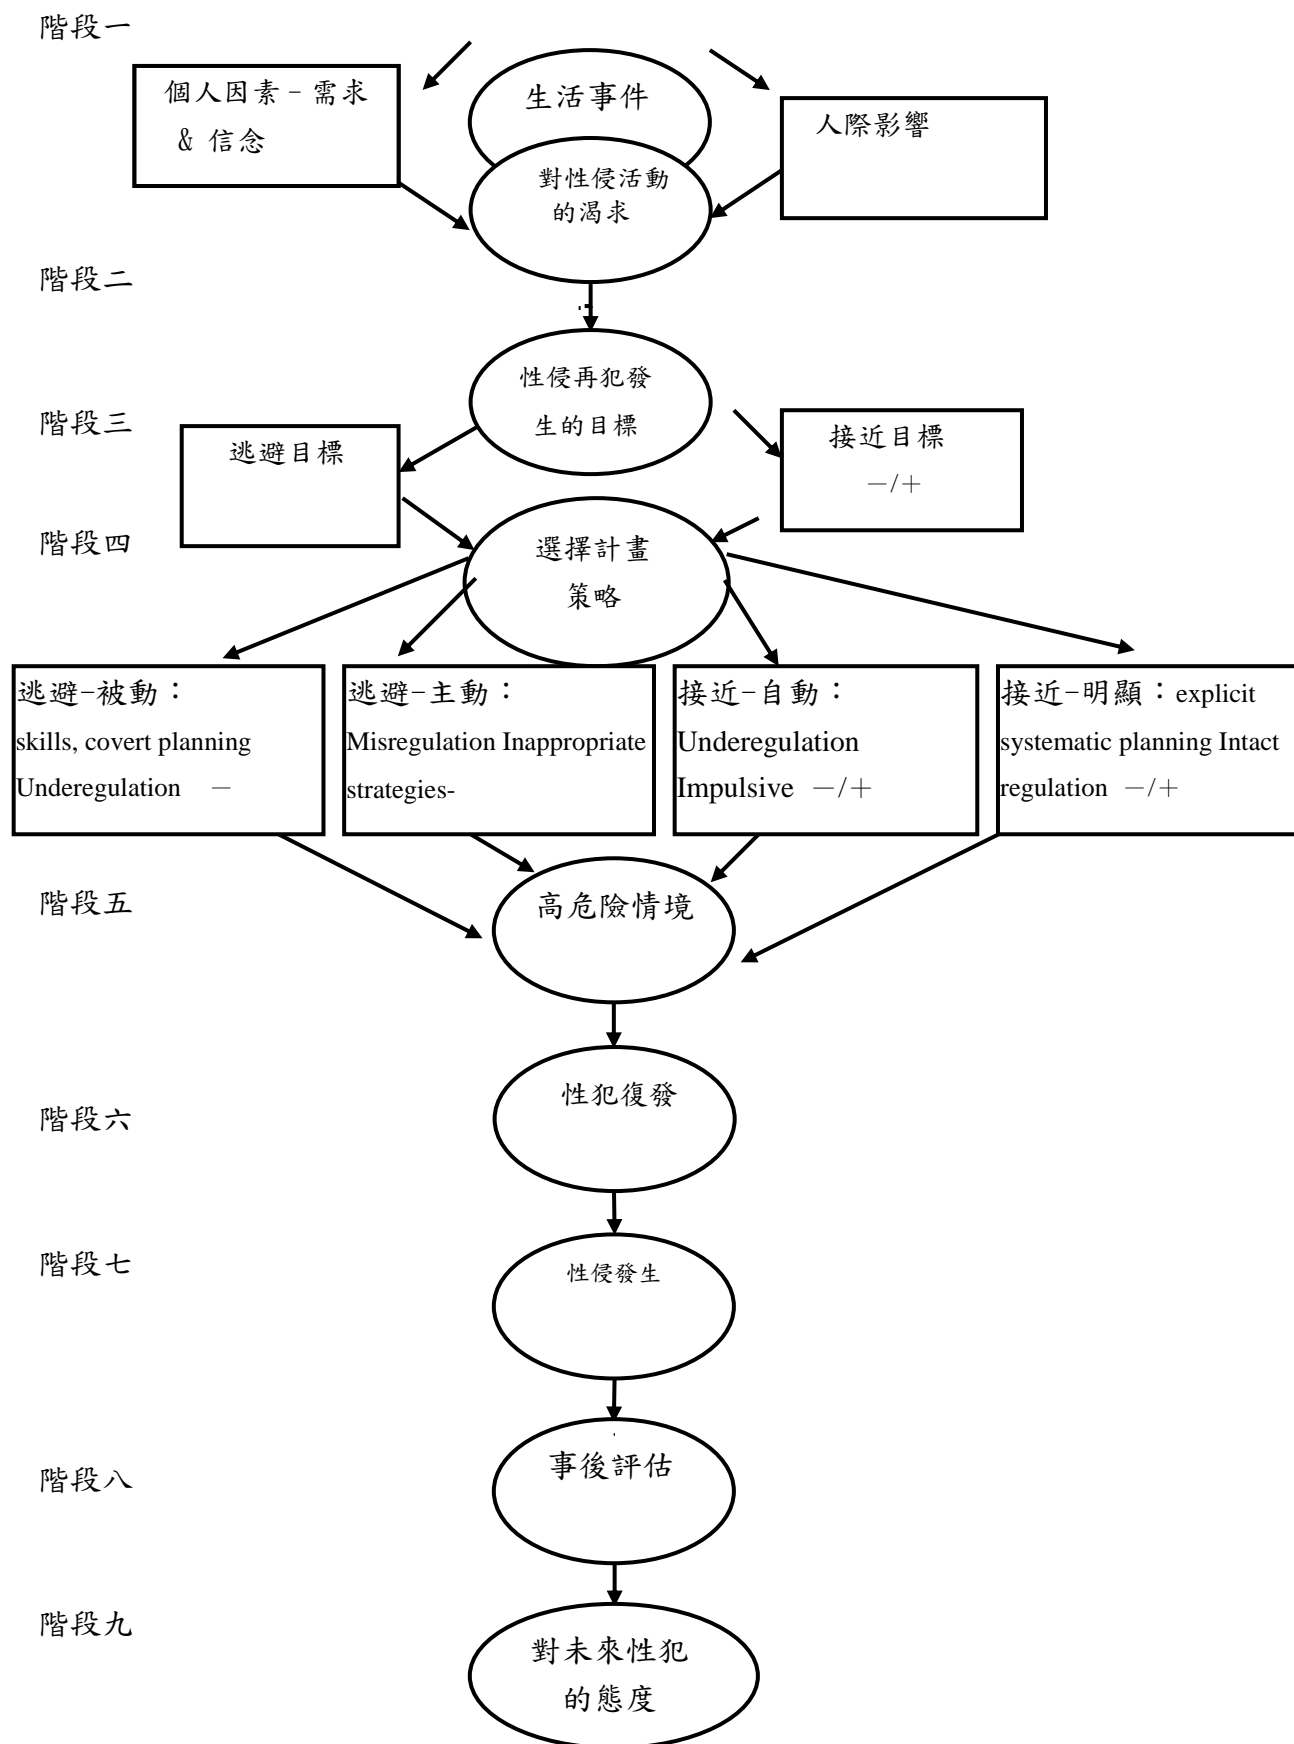 階段一
個人因素-需求
& 信念
生活事件
人際影響
對性侵活動
的渴求
階段二
性侵再犯發
生的目標
階段三
逃避目標
接近目標
－/＋
階段四
選擇計畫
策略
逃避-被動：
skills, covert planning
Underegulation －
逃避-主動：
Misregulation Inappropriate
strategies-
接近-自動：
Underegulation
Impulsive －/＋
接近-明顯：explicit
systematic planning Intact
regulation －/＋
階段五
高危險情境
階段六
性犯復發
階段七
性侵發生
階段八
事後評估
階段九
對未來性犯
的態度